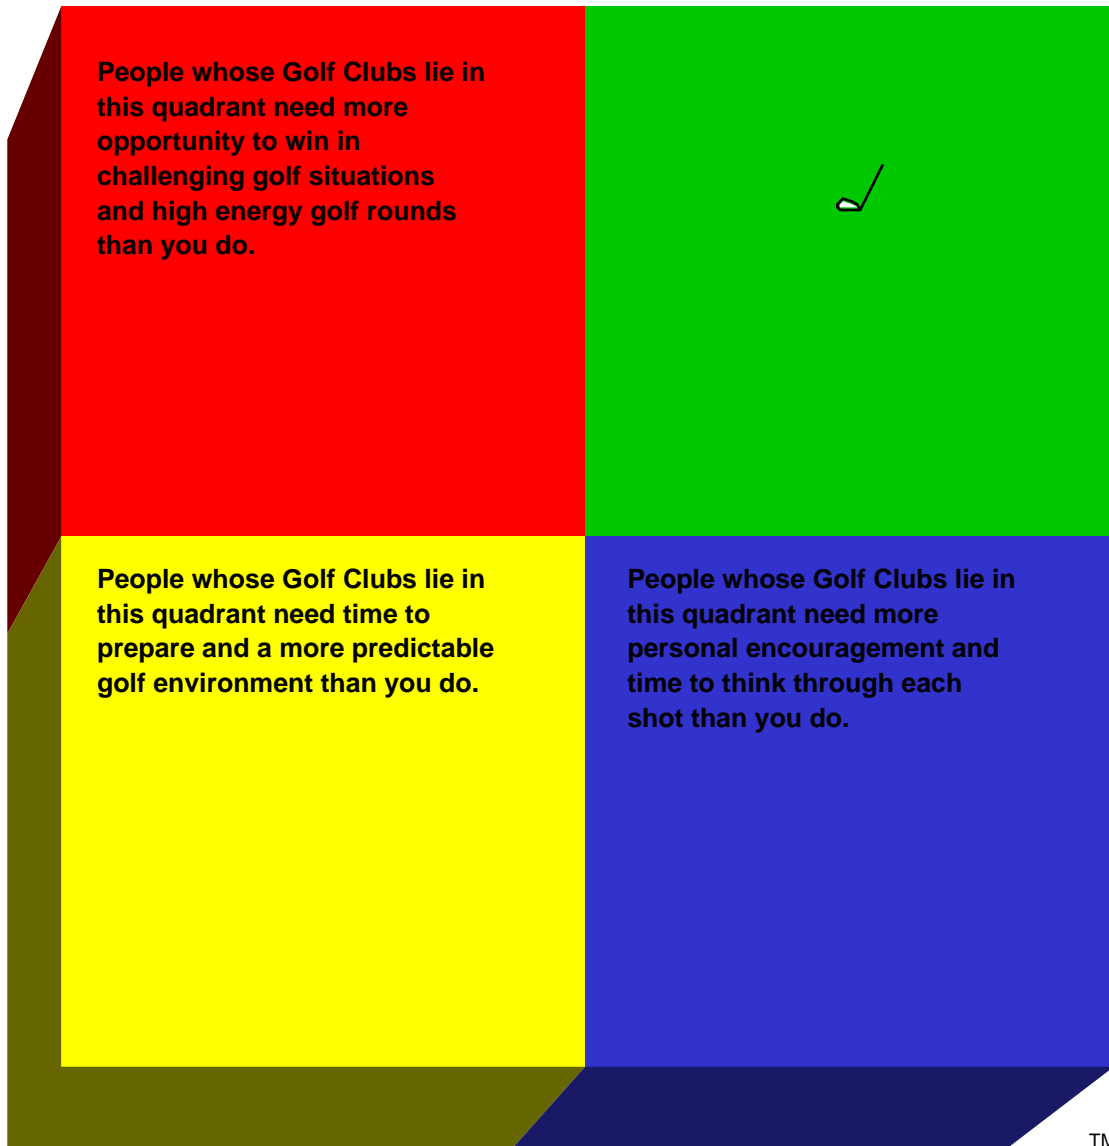 People whose Golf Clubs lie in
this quadrant need more
opportunity to win in
challenging golf situations
and high energy golf rounds
than you do.
People whose Golf Clubs lie in
this quadrant need time to
prepare and a more predictable
golf environment than you do.
People whose Golf Clubs lie in
this quadrant need more
personal encouragement and
time to think through each
shot than you do.
TM